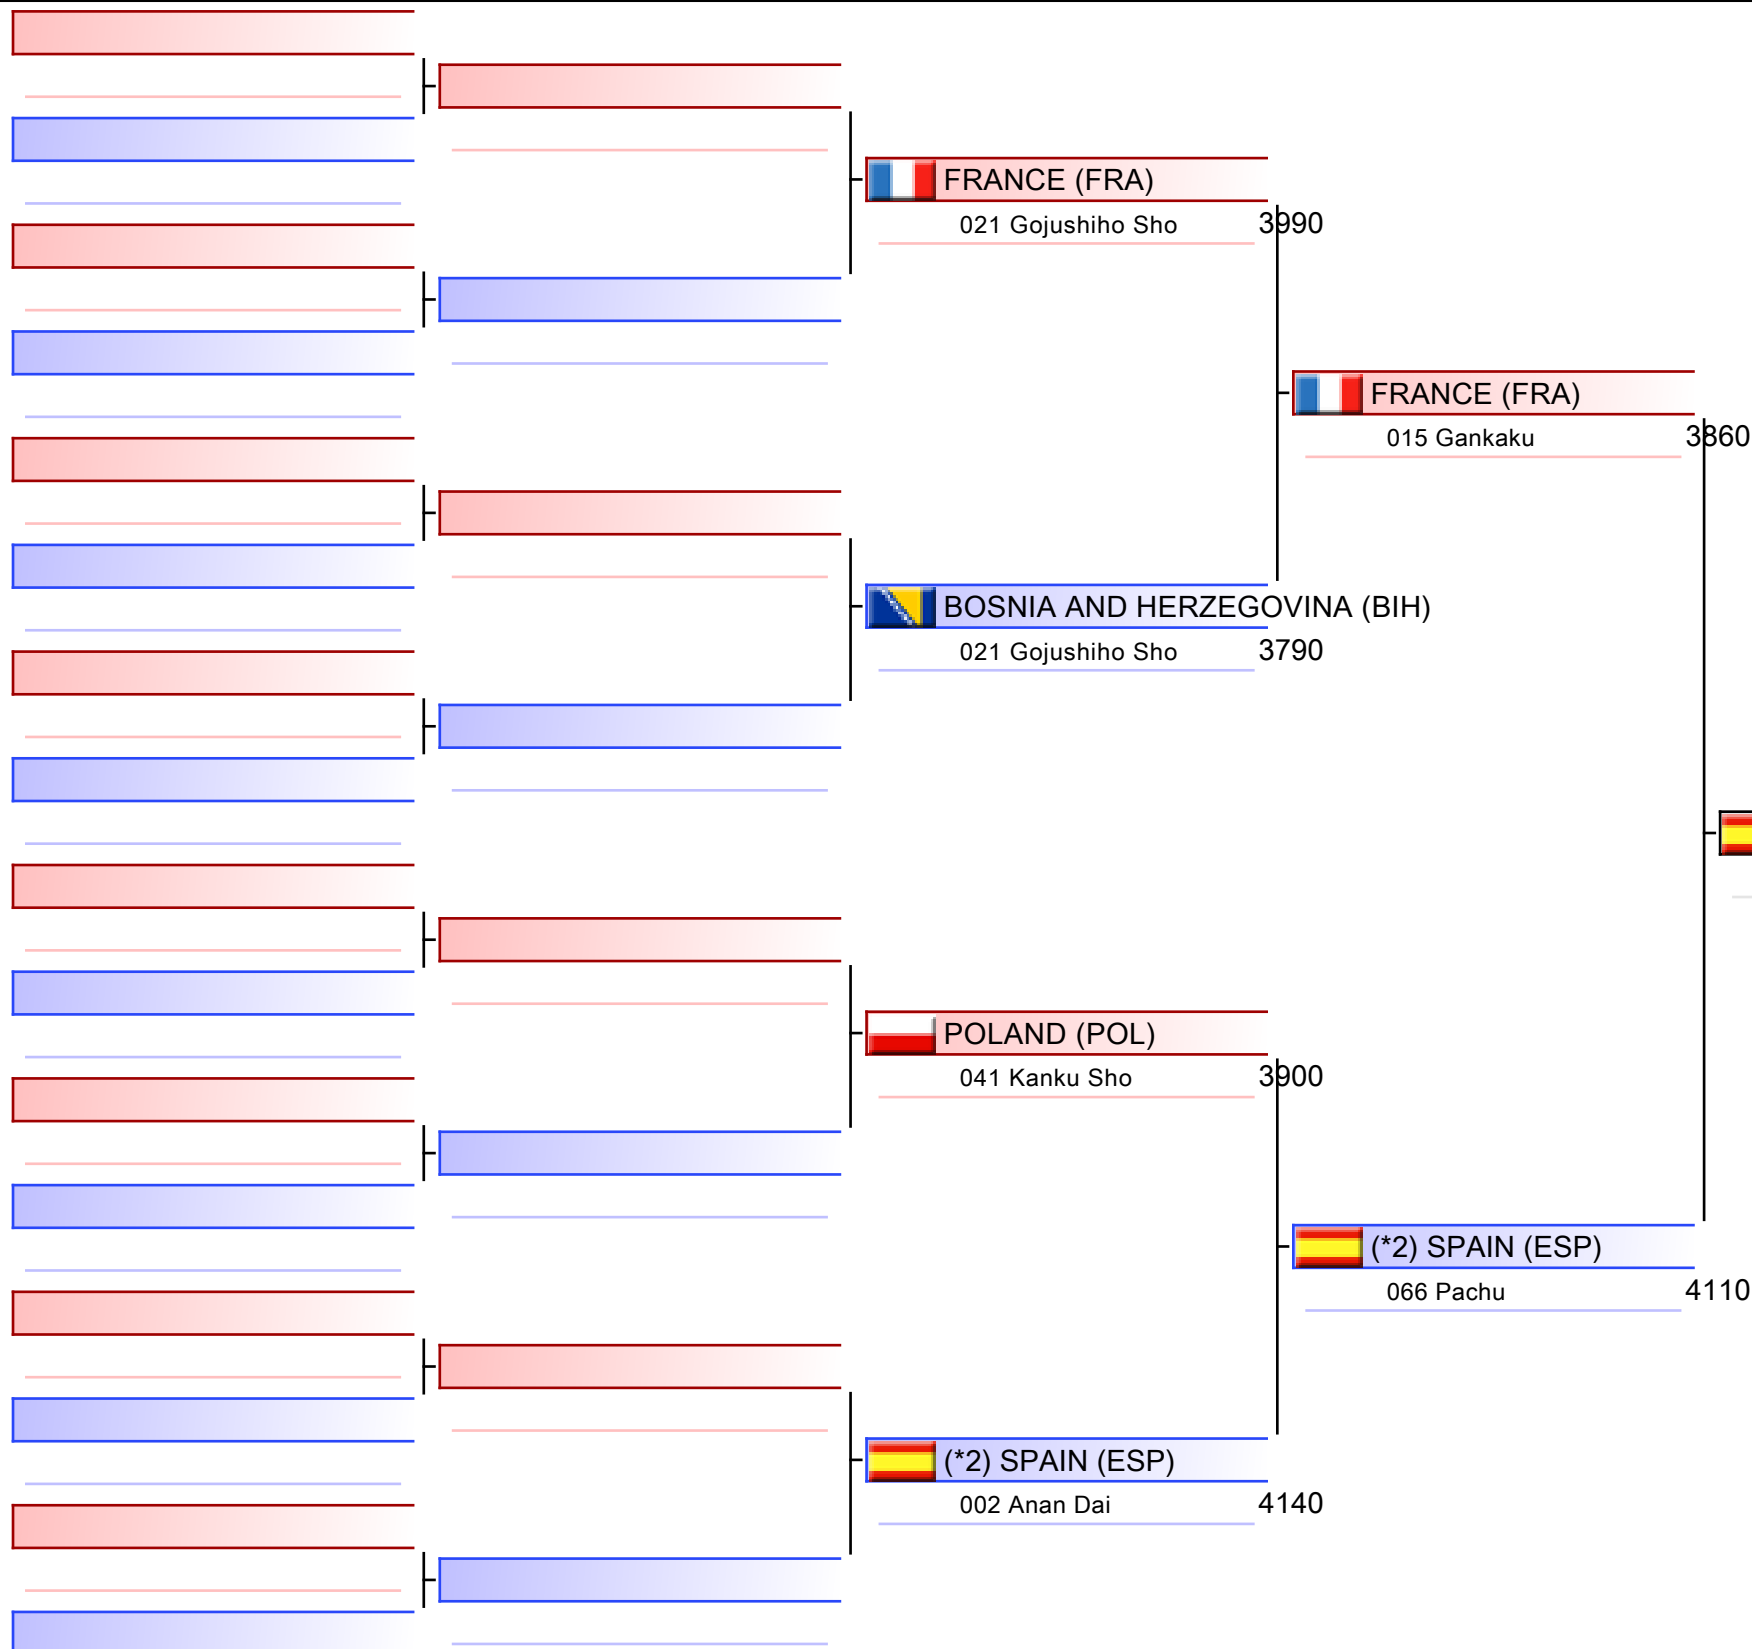 FRANCE (FRA)
021 Gojushiho Sho 3990
FRANCE (FRA)
015 Gankaku 3860
BOSNIA AND HERZEGOVINA (BIH)
021 Gojushiho Sho 3790
POLAND (POL)
041 Kanku Sho 3900
(*2) SPAIN (ESP)
066 Pachu 4110
(*2) SPAIN (ESP)
002 Anan Dai 4140